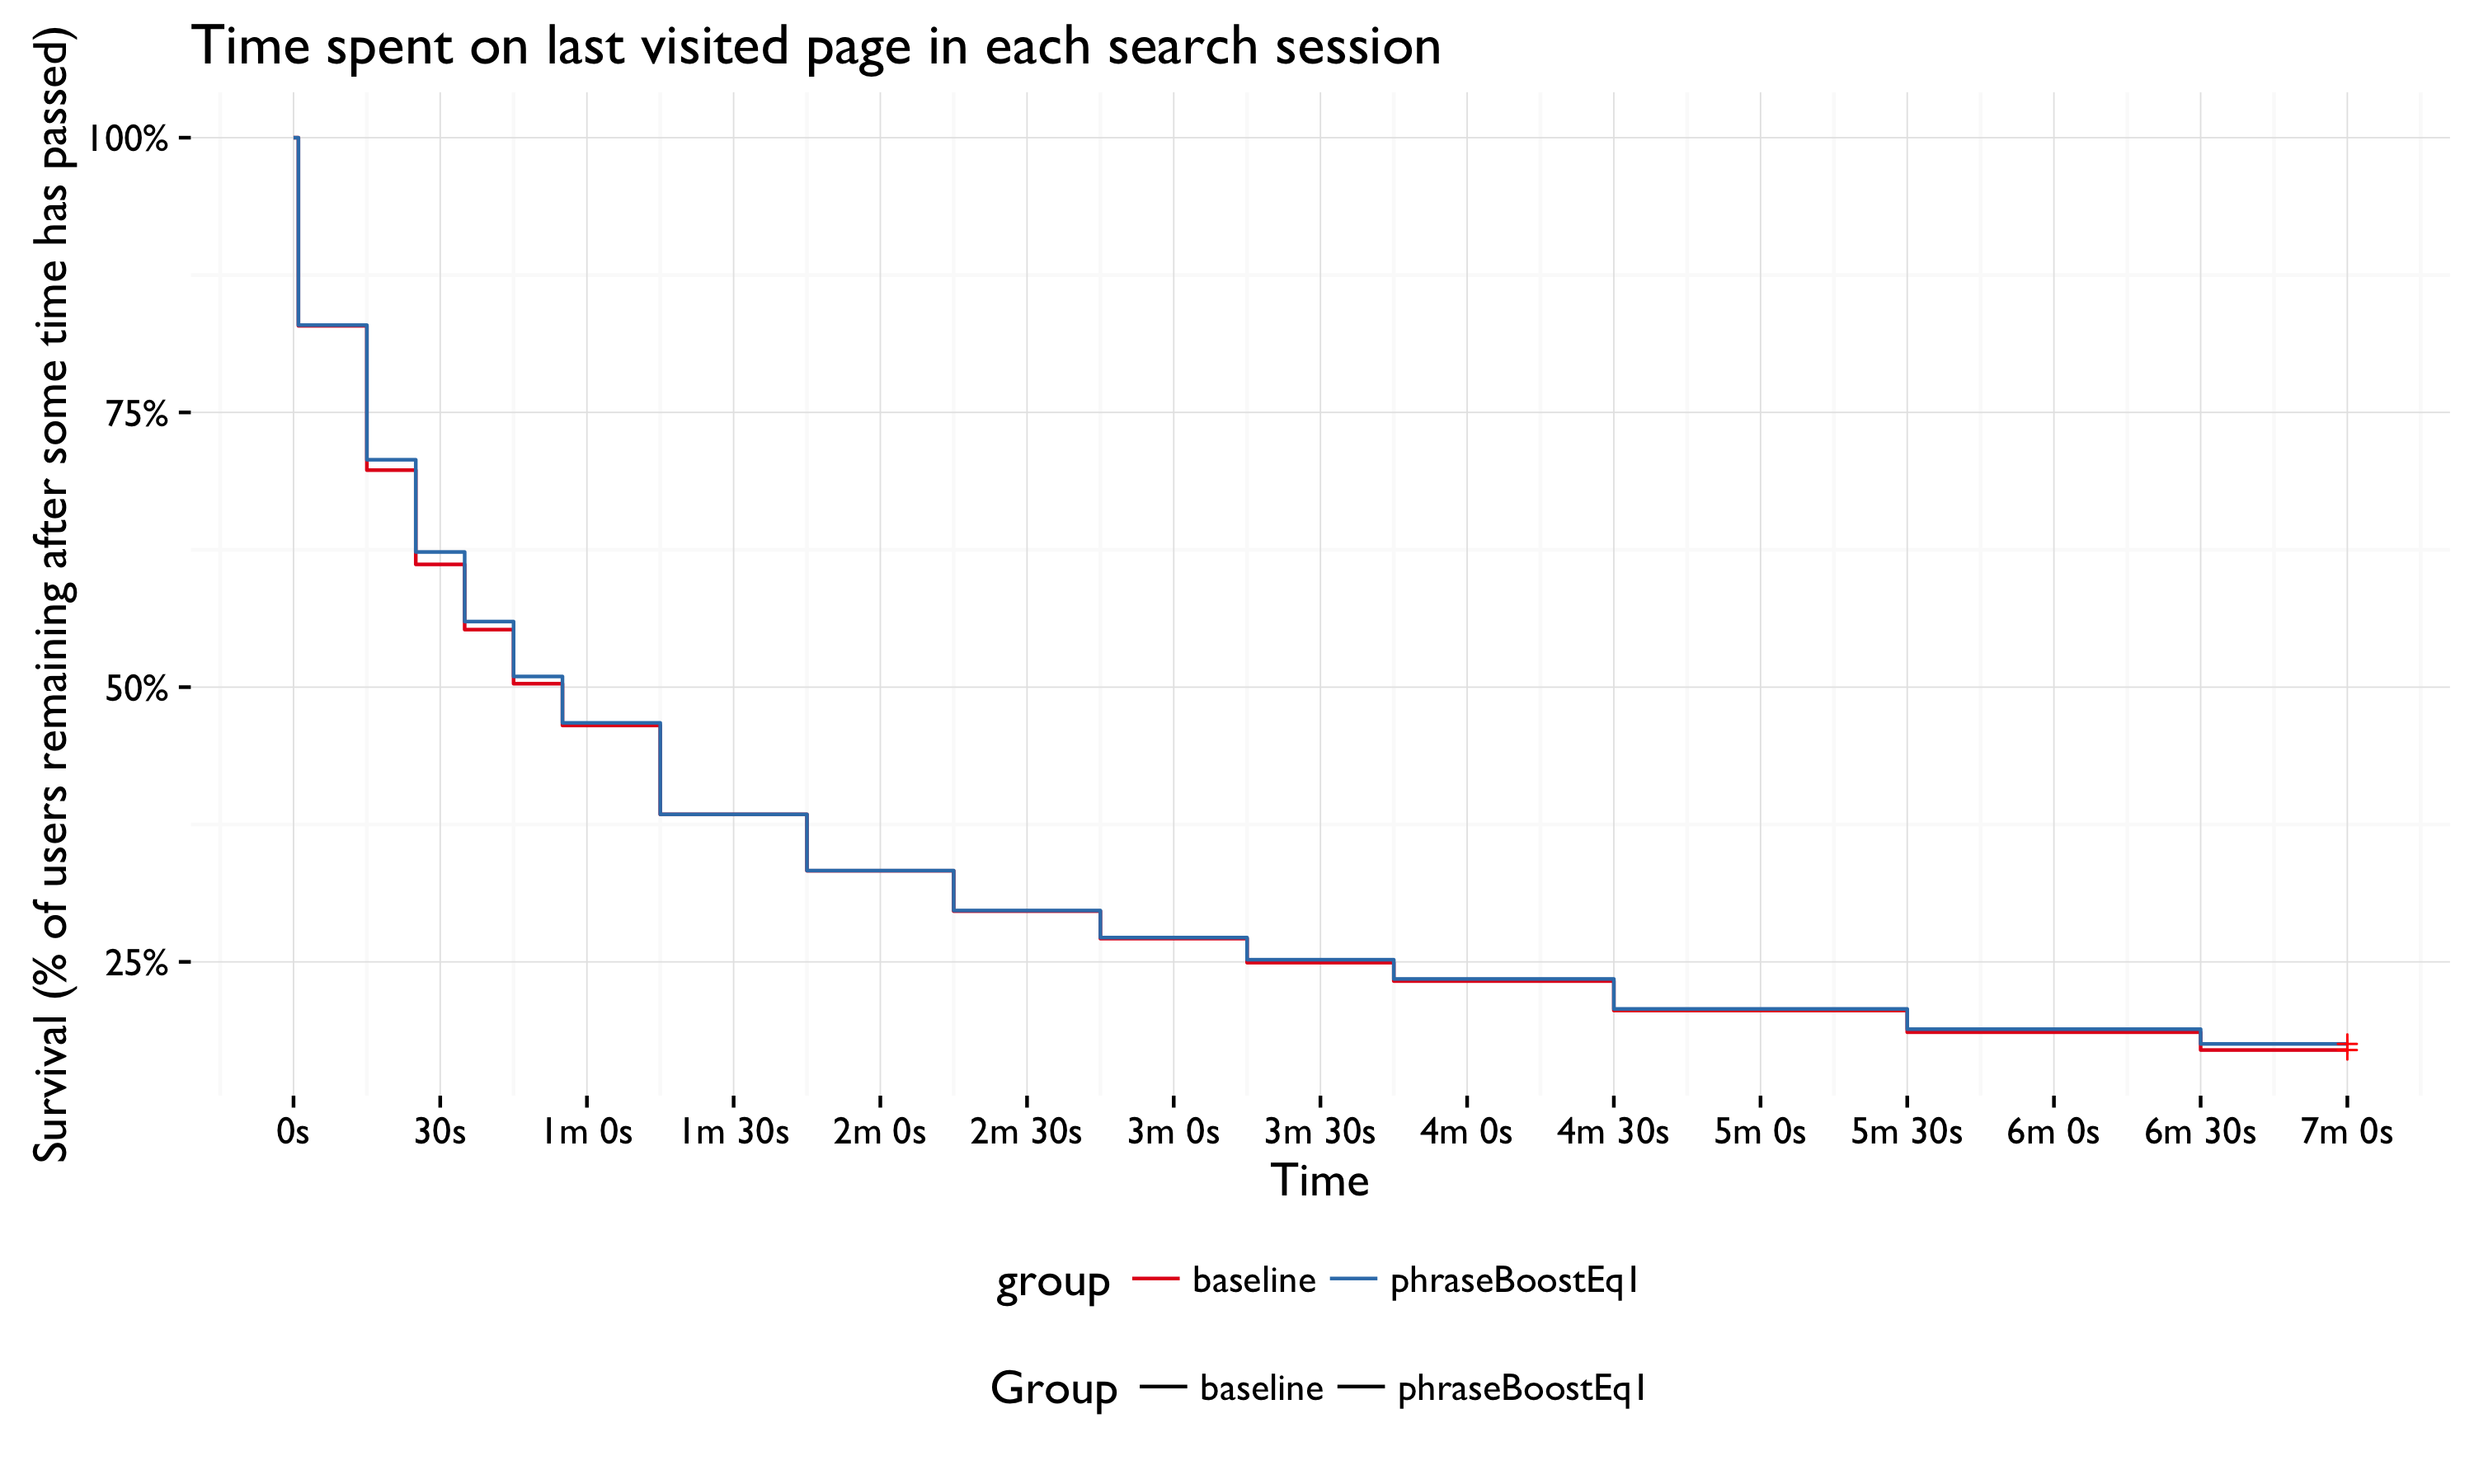 Time spent on last visited page in each search session
Survival (% of users remaining after some time has passed)
100%
75%
50%
25%
0s 30s 1m 0s 1m 30s 2m 0s 2m 30s 3m 0s 3m 30s 4m 0s 4m 30s 5m 0s 5m 30s 6m 0s 6m 30s 7m 0s
Time
group baseline phraseBoostEq1
Group baseline phraseBoostEq1